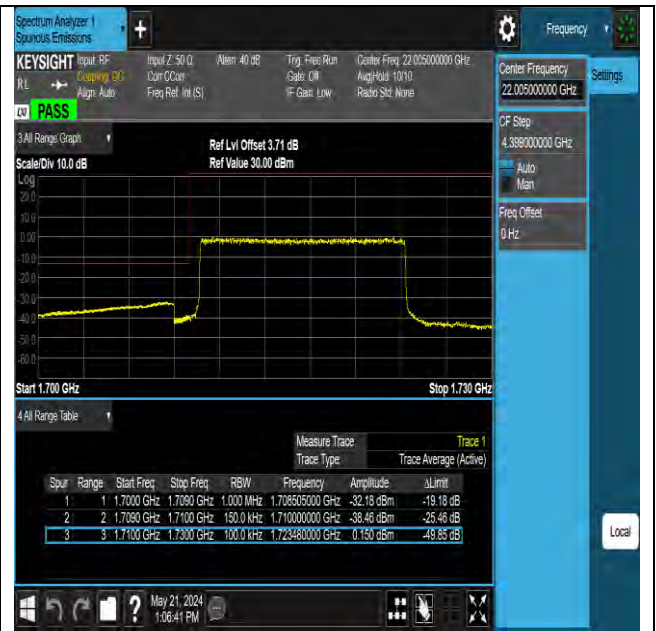 Spectrum Analyzer 1
Spurious Emissions
Frequency
KEYSIGHT
Input: RF
Input Z: 50 Ω
Atten: 40 dB
Trig: Free Run
Center Freq: 22.005000000 GHz
RL
Coupling: DC
Corr CCorr
Gate: Off
Avg|Hold: 10/10
Align: Auto
Freq Ref: Int (S)
IF Gain: Low
Radio Std: None
PASS
Center Frequency
22.005000000 GHz
Settings
CF Step
4.399000000 GHz
Auto
Man
Freq Offset
0 Hz
3 All Range Graph
Scale/Div 10.0 dB
Ref Lvl Offset 3.71 dB
Ref Value 30.00 dBm
Log
20.0
10.0
0.00
-10.0
-20.0
-30.0
-40.0
-50.0
-60.0
Start 1.700 GHz
Stop 1.730 GHz
4 All Range Table
Measure Trace Trace 1
Trace Type Trace Average (Active)
Spur Range Start Freq Stop Freq RBW Frequency Amplitude ΔLimit
1 1 1.7000 GHz 1.7090 GHz 1.000 MHz 1.708505000 GHz -32.18 dBm -19.18 dB
2 2 1.7090 GHz 1.7100 GHz 150.0 kHz 1.710000000 GHz -38.46 dBm -25.46 dB
3 3 1.7100 GHz 1.7300 GHz 100.0 kHz 1.723480000 GHz 0.150 dBm -49.85 dB
Local
?
May 21, 2024
1:06:41 PM